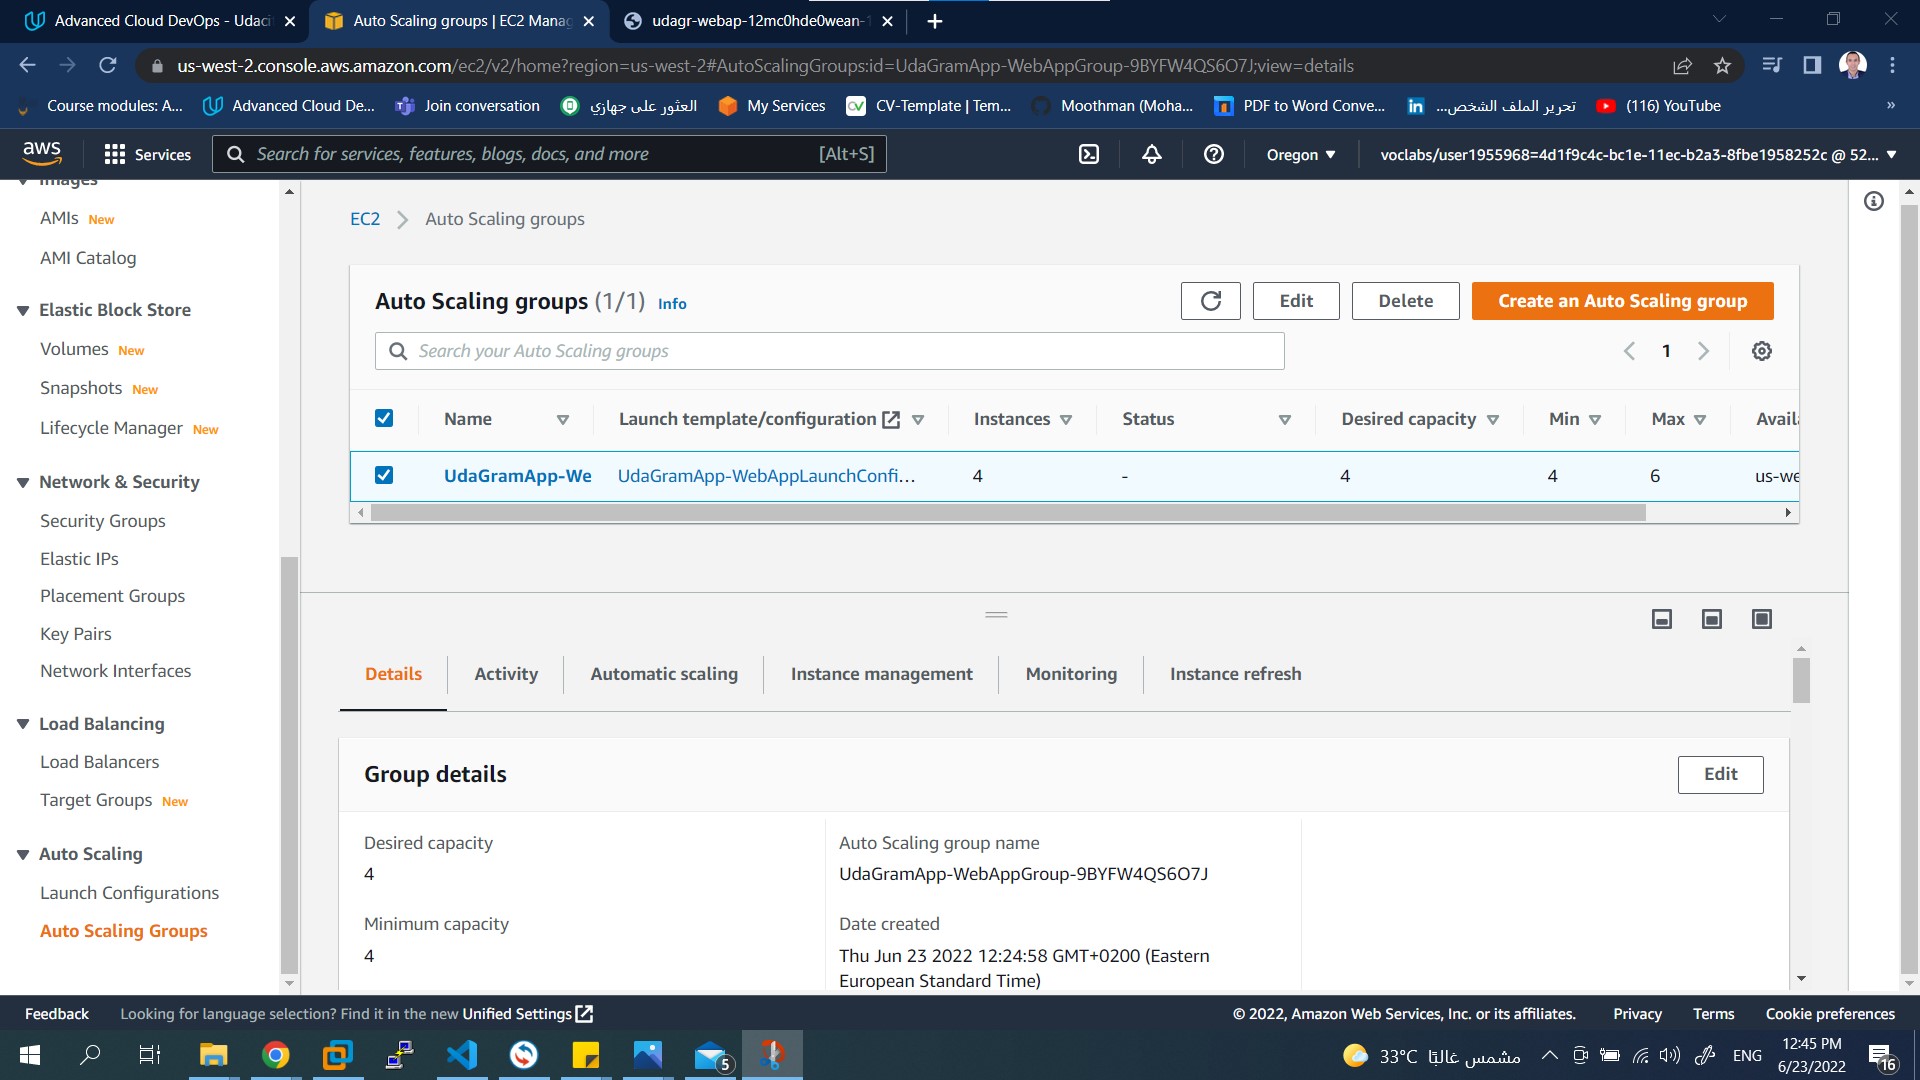 Advanced Cloud DevOps - Udaci
Auto Scaling groups | EC2 Manag
udagr-webap-12mc0hde0wean-1
us-west-2.console.aws.amazon.com/ec2/v2/home?region=us-west-2#AutoScalingGroups:id=UdaGramApp-WebAppGroup-9BYFW4QS6O7J;view=details
Course modules: A...
Advanced Cloud De...
Join conversation
العثور على جهازي
My Services
CV-Template | Tem...
Moothman (Moha...
PDF to Word Conve...
تحرير الملف الشخص...
(116) YouTube
»
aws
Services
Search for services, features, blogs, docs, and more
[Alt+S]
Oregon
voclabs/user1955968=4d1f9c4c-bc1e-11ec-b2a3-8fbe1958252c @ 52...
Images
AMIs New
AMI Catalog
Elastic Block Store
Volumes New
Snapshots New
Lifecycle Manager New
Network & Security
Security Groups
Elastic IPs
Placement Groups
Key Pairs
Network Interfaces
Load Balancing
Load Balancers
Target Groups New
Auto Scaling
Launch Configurations
Auto Scaling Groups
EC2
Auto Scaling groups
Auto Scaling groups (1/1) Info
Edit
Delete
Create an Auto Scaling group
Search your Auto Scaling groups
1
Name
Launch template/configuration
Instances
Status
Desired capacity
Min
Max
Avail
UdaGramApp-We
UdaGramApp-WebAppLaunchConfi...
4
-
4
4
6
us-we
Details
Activity
Automatic scaling
Instance management
Monitoring
Instance refresh
Group details
Edit
Desired capacity
4
Minimum capacity
4
Auto Scaling group name
UdaGramApp-WebAppGroup-9BYFW4QS6O7J
Date created
Thu Jun 23 2022 12:24:58 GMT+0200 (Eastern
European Standard Time)
Feedback
Looking for language selection? Find it in the new Unified Settings
© 2022, Amazon Web Services, Inc. or its affiliates.
Privacy
Terms
Cookie preferences
5
33°C مشمس غالبًا
ENG
12:45 PM
6/23/2022
16